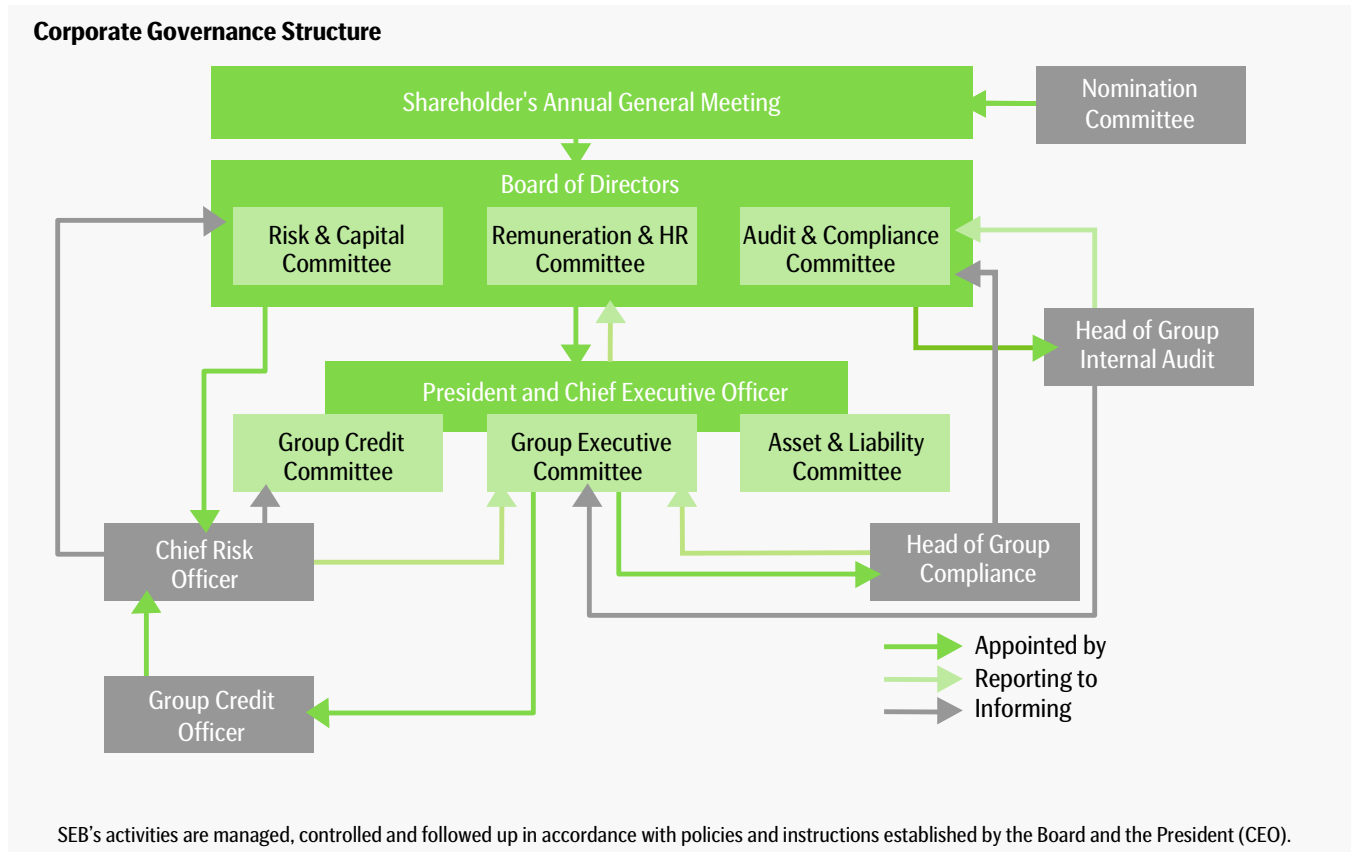 Corporate Governance Structure
Shareholder's Annual General Meeting
Nomination
Committee
Board of Directors
Risk & Capital
Committee
Remuneration & HR
Committee
Audit & Compliance
Committee
Head of Group
Internal Audit
President and Chief Executive Officer
Group Credit
Committee
Group Executive
Committee
Asset & Liability
Committee
Chief Risk
Officer
Head of Group
Compliance
Group Credit
Officer
Appointed by
Reporting to
Informing
SEB's activities are managed, controlled and followed up in accordance with policies and instructions established by the Board and the President (CEO).